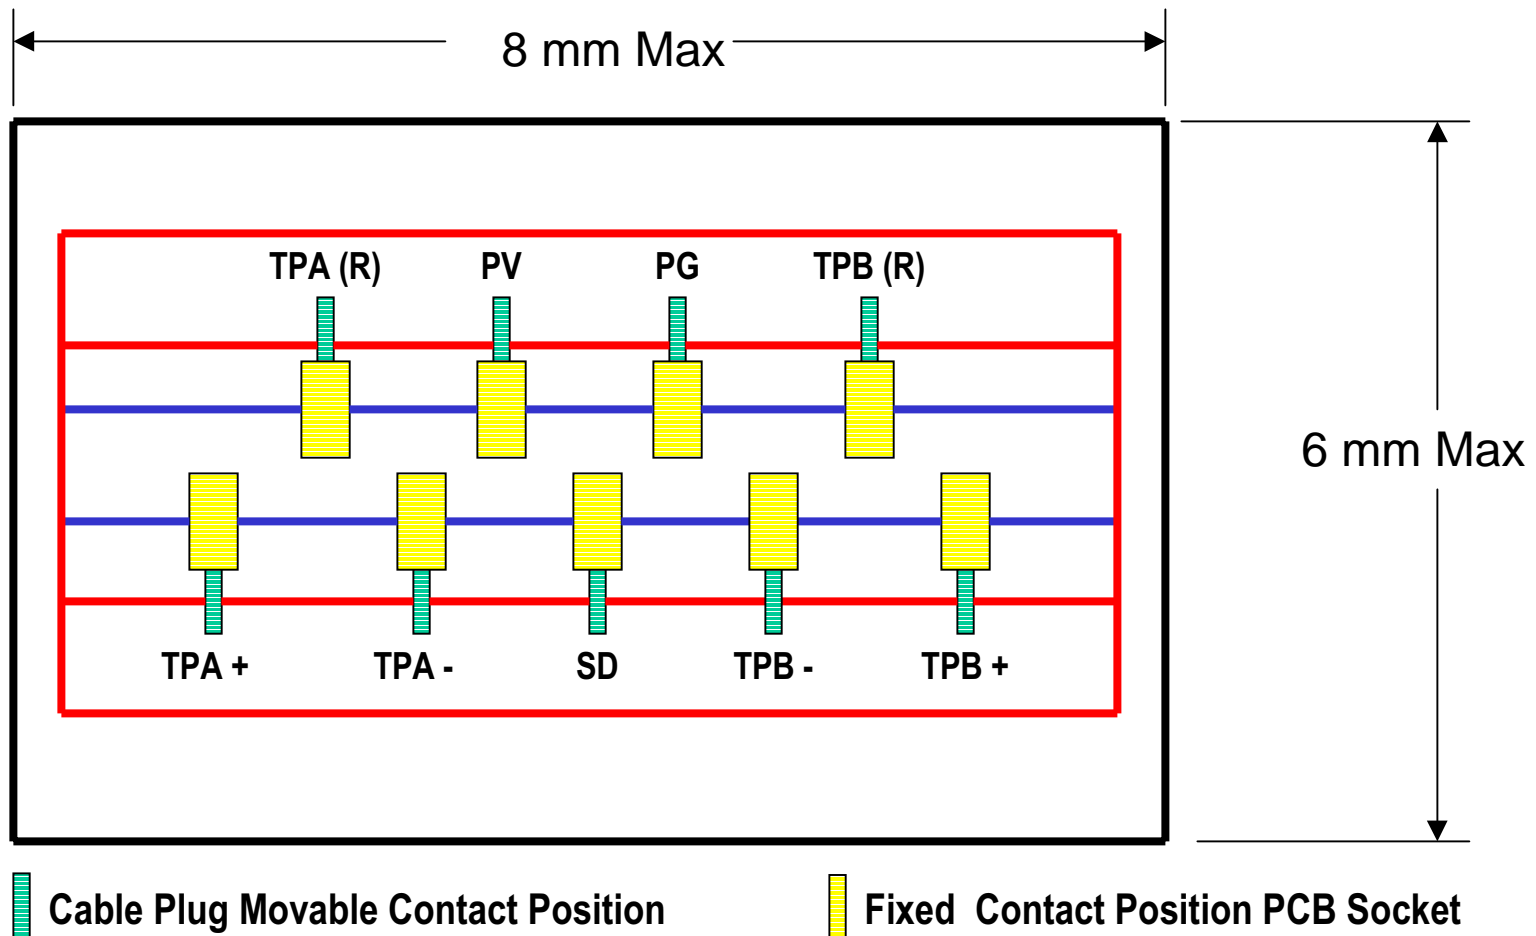 8 mm Max
TPA (R) PV PG TPB (R)
6 mm Max
TPA + TPA - SD TPB - TPB +
Cable Plug Movable Contact Position
Fixed Contact Position PCB Socket